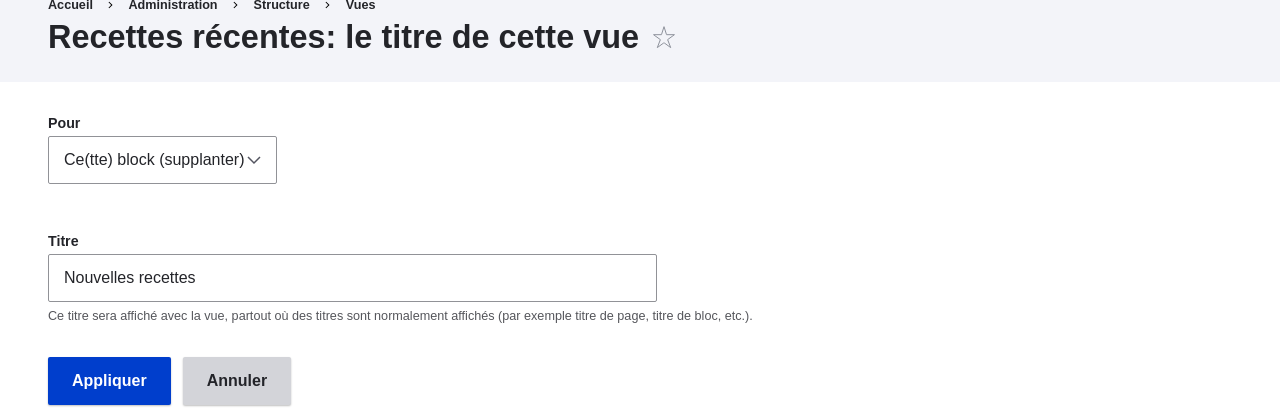 Accueil > Administration > Structure > Vues
Recettes récentes: le titre de cette vue ☆
Pour
Ce(tte) block (supplanter)
Titre
Nouvelles recettes
Ce titre sera affiché avec la vue, partout où des titres sont normalement affichés (par exemple titre de page, titre de bloc, etc.).
Appliquer Annuler